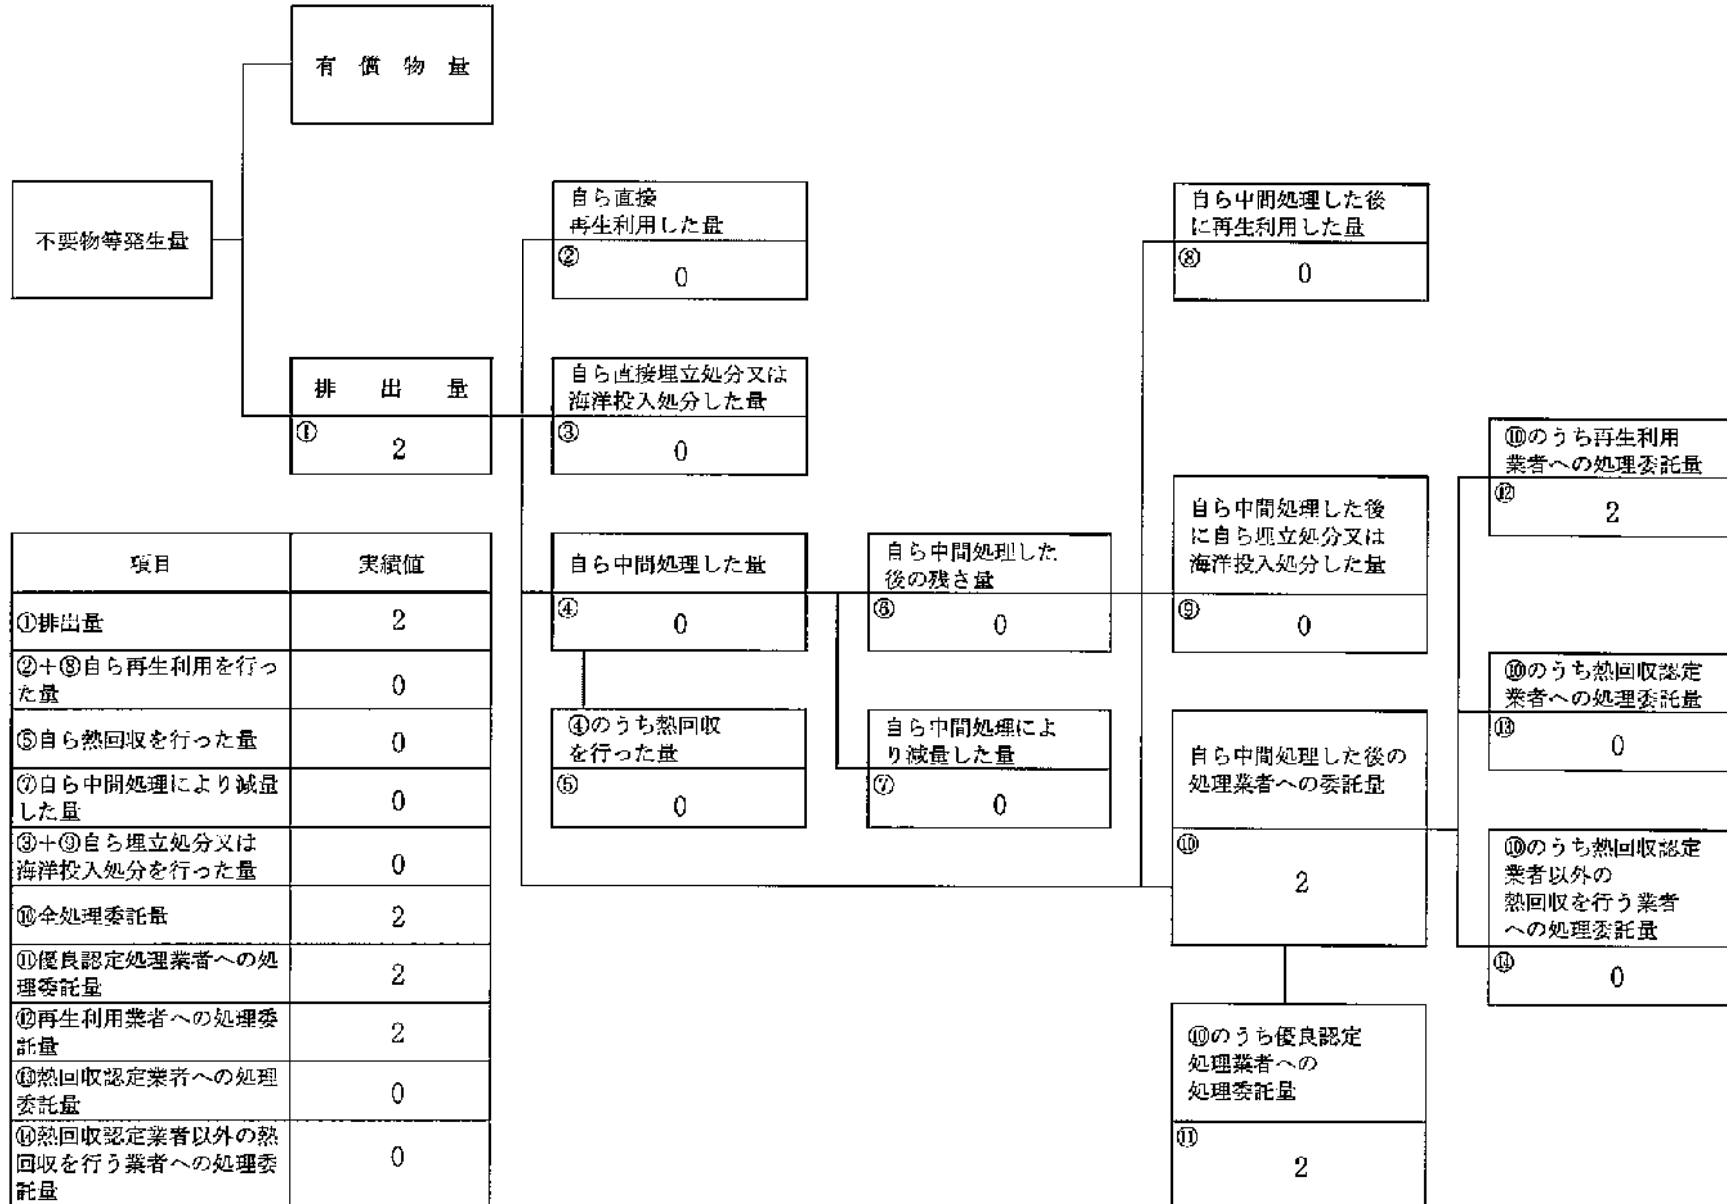 有償物量
不要物等発生量
自ら直接
再生利用した量
②
0
自ら中間処理した後
に再生利用した量
⑧
0
排出量
①
2
自ら直接埋立処分又は
海洋投入処分した量
③
0
⑩のうち再生利用
業者への処理委託量
⑫
2
自ら中間処理した量
④
0
自ら中間処理した
後の残さ量
⑥
0
自ら中間処理した後
に自ら埋立処分又は
海洋投入処分した量
⑨
0
⑩のうち熱回収認定
業者への処理委託量
⑬
0
④のうち熱回収
を行った量
⑤
0
自ら中間処理によ
り減量した量
⑦
0
自ら中間処理した後の
処理業者への委託量
⑩
2
⑩のうち熱回収認定
業者以外の
熱回収を行う業者
への処理委託量
⑭
0
⑩のうち優良認定
処理業者への
処理委託量
⑪
2
項目 実績値
①排出量 2
②+⑧自ら再生利用を行っ
た量 0
⑤自ら熱回収を行った量 0
⑦自ら中間処理により減量
した量 0
③+⑨自ら埋立処分又は
海洋投入処分を行った量 0
⑩全処理委託量 2
⑪優良認定処理業者への処
理委託量 2
⑫再生利用業者への処理委
託量 2
⑬熱回収認定業者への処理
委託量 0
⑭熱回収認定業者以外の熱
回収を行う業者への処理委
託量 0